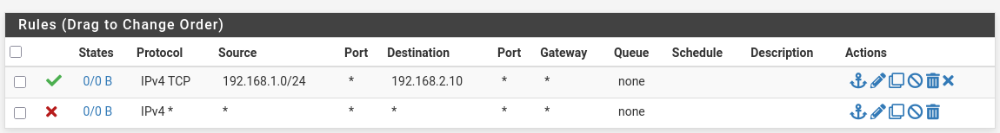 Rules (Drag to Change Order)
States Protocol Source Port Destination Port Gateway Queue Schedule Description Actions
0/0 B IPv4 TCP 192.168.1.0/24 * 192.168.2.10 * * none
0/0 B IPv4 * * * * * * none